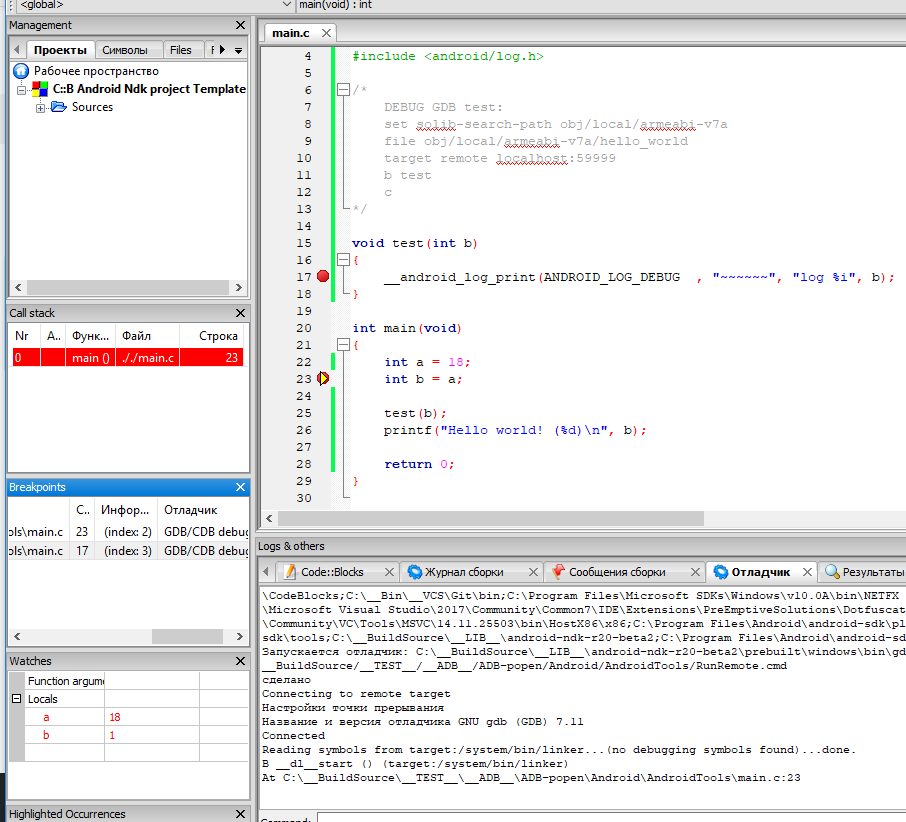 <global>
main(void) : int
Management
Проекты Символы Files F
Рабочее пространство
C::B Android Ndk project Template
Sources
Call stack
Nr А.. Функ... Файл Строка
0 main () ././main.c 23
Breakpoints
С.. Инфор... Отладчик
ols\main.c 23 (index: 2) GDB/CDB debug
ols\main.c 17 (index: 3) GDB/CDB debug
Watches
Function argume
Locals
a 18
b 1
Highlighted Occurrences
main.c
4 #include <android/log.h>
5
6 /*
7 DEBUG GDB test:
8 set solib-search-path obj/local/armeabi-v7a
9 file obj/local/armeabi-v7a/hello_world
10 target remote localhost:59999
11 b test
12 c
13 */
14
15 void test(int b)
16 {
17 __android_log_print(ANDROID_LOG_DEBUG , "~~~~~~", "log %i", b);
18 }
19
20 int main(void)
21 {
22 int a = 18;
23 int b = a;
24
25 test(b);
26 printf("Hello world! (%d)\n", b);
27
28 return 0;
29 }
30
Logs & others
Code::Blocks Журнал сборки Сообщения сборки Отладчик Результаты
\CodeBlocks;C:\__Bin\__VCS\Git\bin;C:\Program Files\Microsoft SDKs\Windows\v10.0A\bin\NETFX
\Microsoft Visual Studio\2017\Community\Common7\IDE\Extensions\PreEmptiveSolutions\Dotfuscat
\Community\VC\Tools\MSVC\14.11.25503\bin\HostX86\x86;C:\Program Files\Android\android-sdk\pl
sdk\tools;C:\__BuildSource\__LIB__\android-ndk-r20-beta2;C:\Program Files\Android\android-sd
Запускается отладчик: C:\__BuildSource\__LIB__\android-ndk-r20-beta2\prebuilt\windows\bin\gd
__BuildSource/__TEST__/__ADB__/ADB-popen/Android/AndroidTools/RunRemote.cmd
сделано
Connecting to remote target
Настройки точки прерывания
Название и версия отладчика GNU gdb (GDB) 7.11
Connected
Reading symbols from target:/system/bin/linker...(no debugging symbols found)...done.
В __dl__start () (target:/system/bin/linker)
At C:\__BuildSource\__TEST__\__ADB__\ADB-popen\Android\AndroidTools\main.c:23
Command: